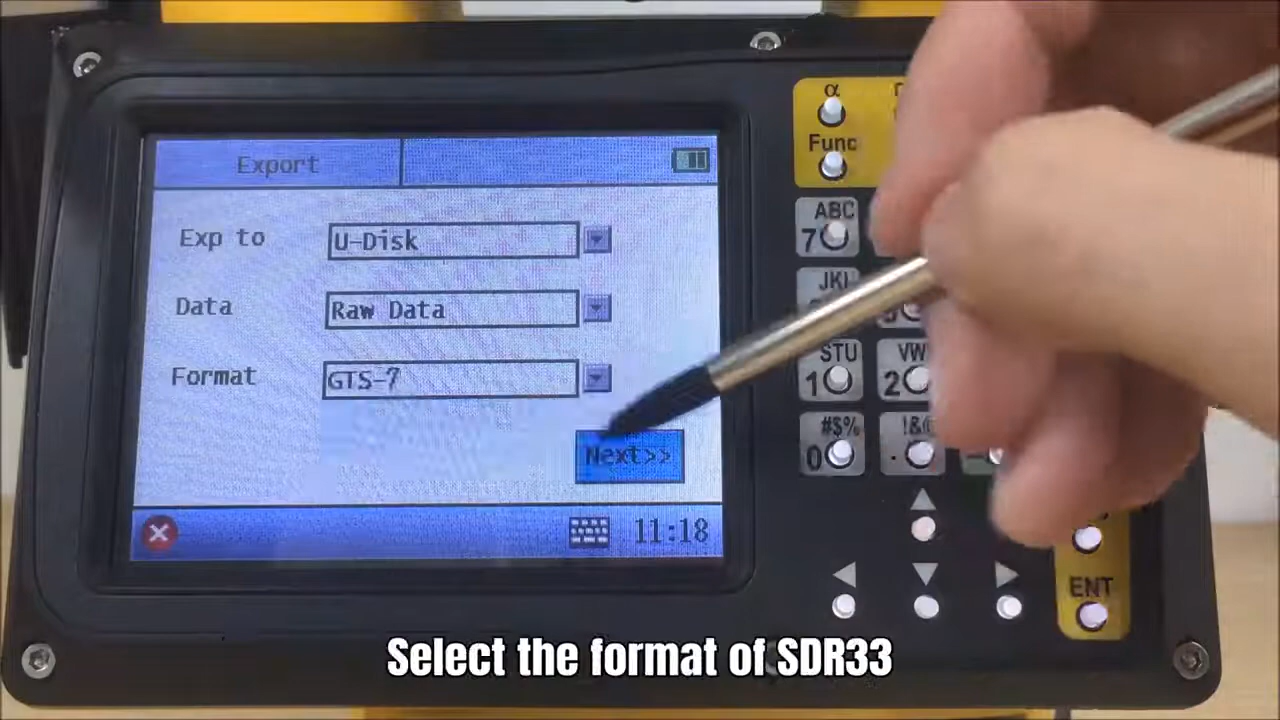 Export
Exp to
U-Disk
Data
Raw Data
Format
GTS-7
Next>>
11:18
α
Func
ABC
7
JKL
STU
1
VW
2
#$%
0
!&@
.
ENT
Select the format of SDR33